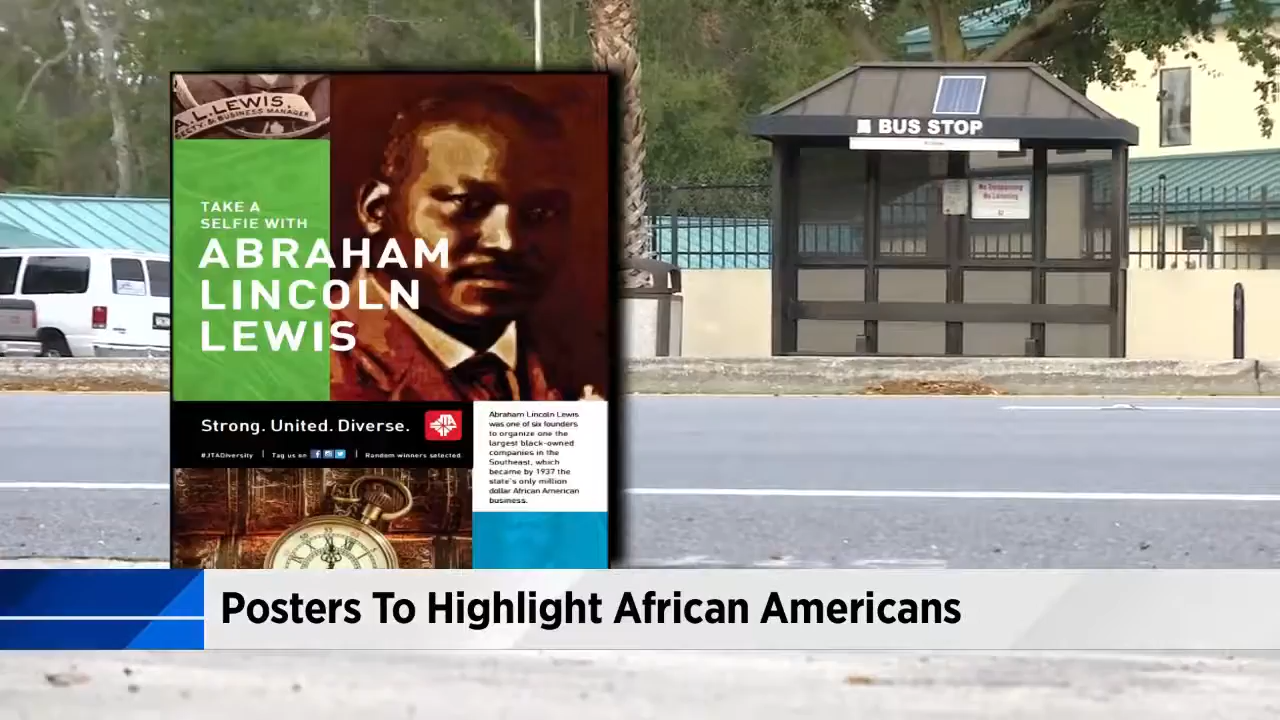 A.L.LEWIS.
SECTY. & BUSINESS MANAGER
TAKE A
SELFIE WITH
ABRAHAM
LINCOLN
LEWIS
Strong. United. Diverse.
#JTADiversity | Tag us on | Random winners selected.
Abraham Lincoln Lewis
was one of six founders
to organize one the
largest black-owned
companies in the
Southeast, which
became by 1937 the
state's only million
dollar African American
business.
BUS STOP
No Trespassing
No Loitering
Posters To Highlight African Americans